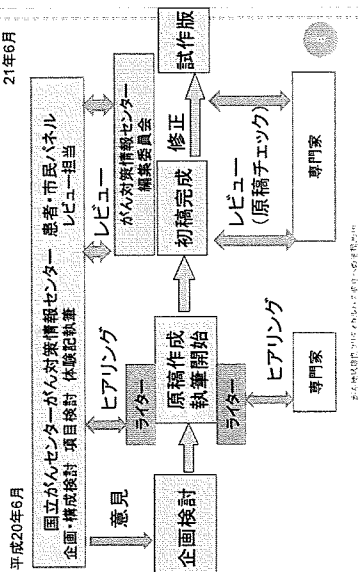 平成20年6月
21年6月
国立がんセンターがん対策情報センター 患者・市民パネル
企画・構成検討 項目検討 体験記執筆 レビュー担当
意見
ヒアリング
レビュー
がん対策情報センター
編集委員会
ライター
企画検討
原稿作成
執筆開始
初稿完成
修正
試作版
ライター
ヒアリング
レビュー
(原稿チェック)
専門家
専門家